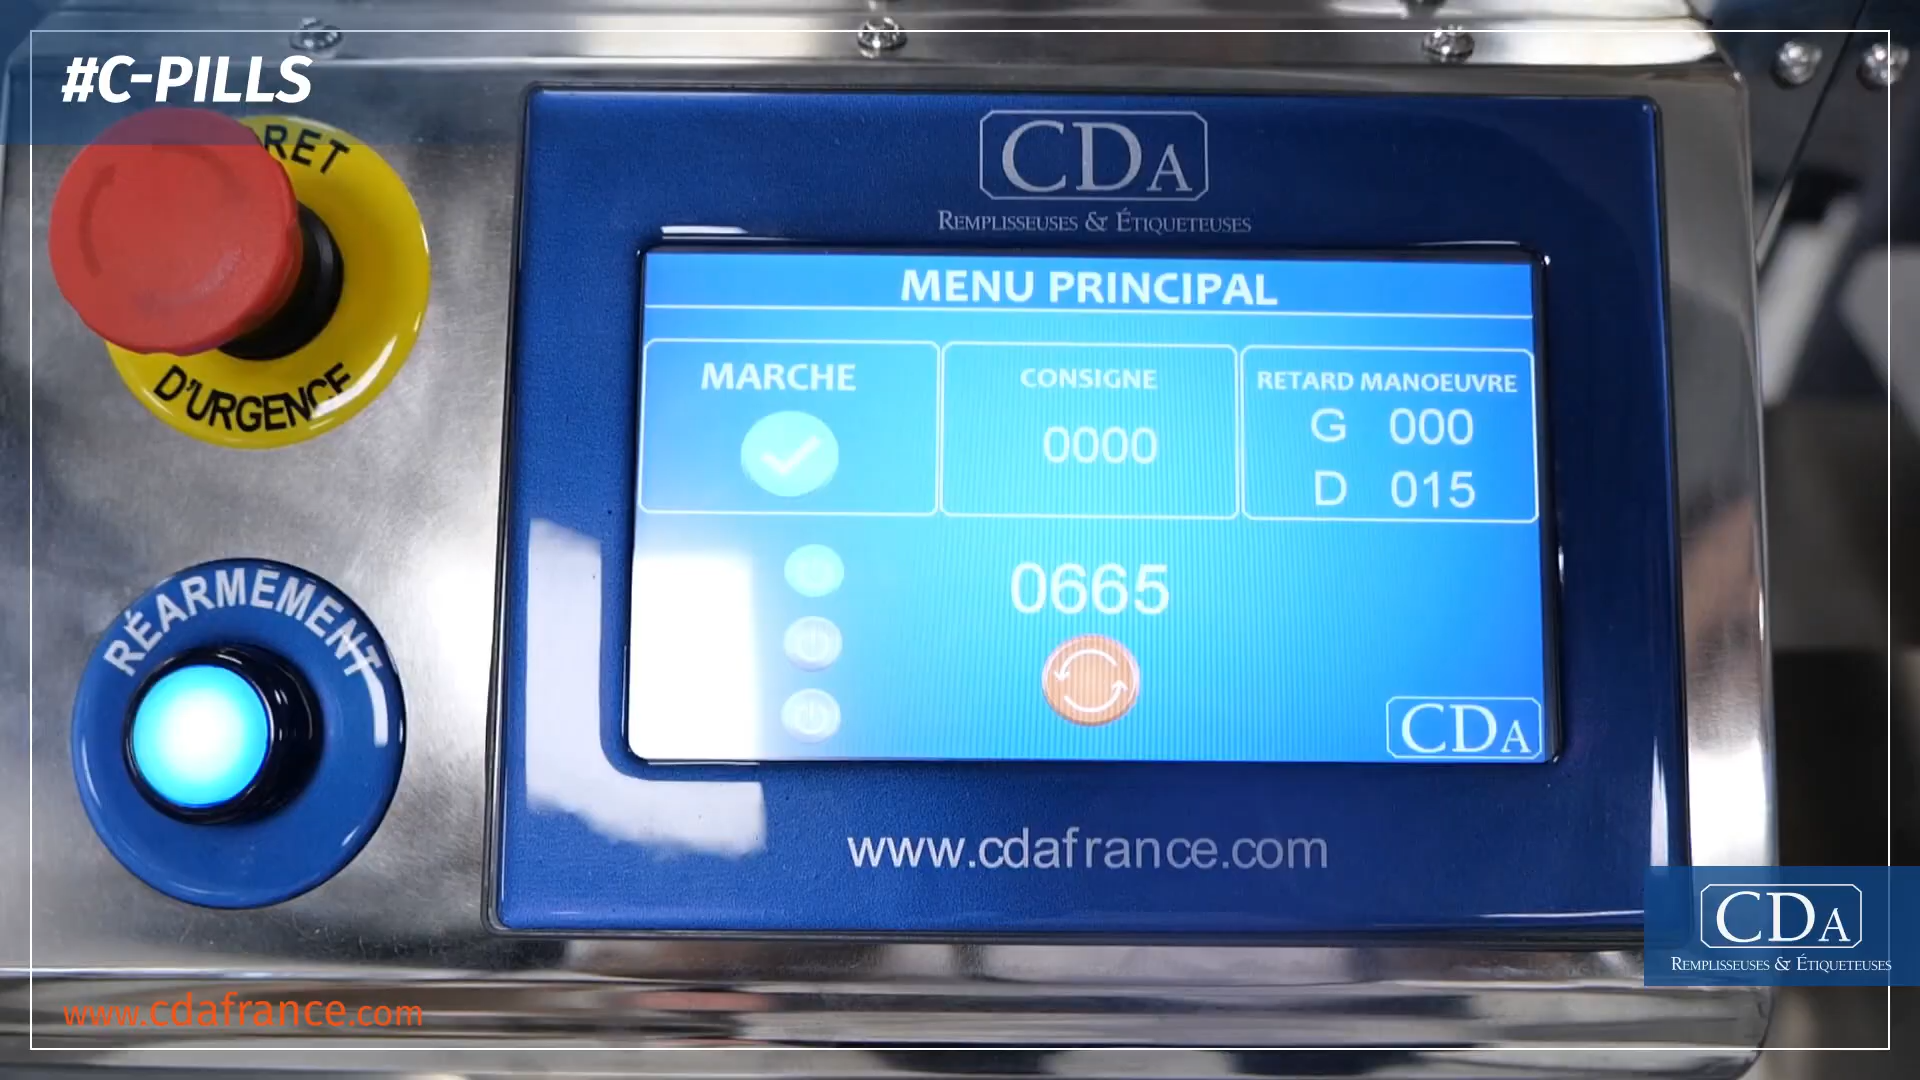 #C-PILLS
RET
D'URGENCE
RÉARMEMENT
CDA
REMPLISSEUSES & ÉTIQUETEUSES
MENU PRINCIPAL
MARCHE
CONSIGNE
0000
RETARD MANOEUVRE
G 000
D 015
0665
CDA
www.cdafrance.com
CDA
REMPLISSEUSES & ÉTIQUETEUSES
www.cdafrance.com